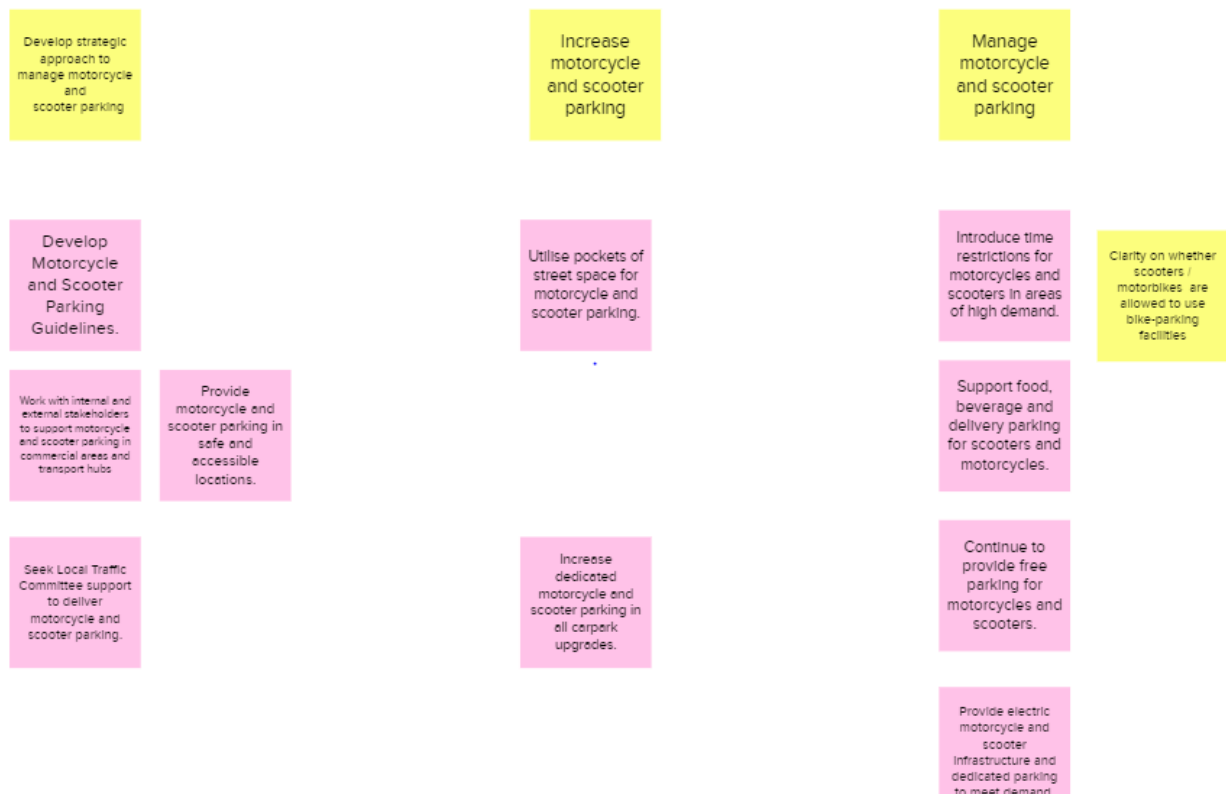 Develop strategic
approach to
manage motorcycle
and
scooter parking
Increase
motorcycle
and scooter
parking
Manage
motorcycle
and scooter
parking
Develop
Motorcycle
and Scooter
Parking
Guidelines.
Utilise pockets of
street space for
motorcycle and
scooter parking.
Introduce time
restrictions for
motorcycles and
scooters in areas
of high demand.
Clarity on whether
scooters /
motorbikes are
allowed to use
bike-parking
facilities
Work with internal and
external stakeholders
to support motorcycle
and scooter parking in
commercial areas and
transport hubs
Provide
motorcycle and
scooter parking in
safe and
accessible
locations.
Support food,
beverage and
delivery parking
for scooters and
motorcycles.
Seek Local Traffic
Committee support
to deliver
motorcycle and
scooter parking.
Increase
dedicated
motorcycle and
scooter parking in
all carpark
upgrades.
Continue to
provide free
parking for
motorcycles and
scooters.
Provide electric
motorcycle and
scooter
infrastructure and
dedicated parking
to meet demand